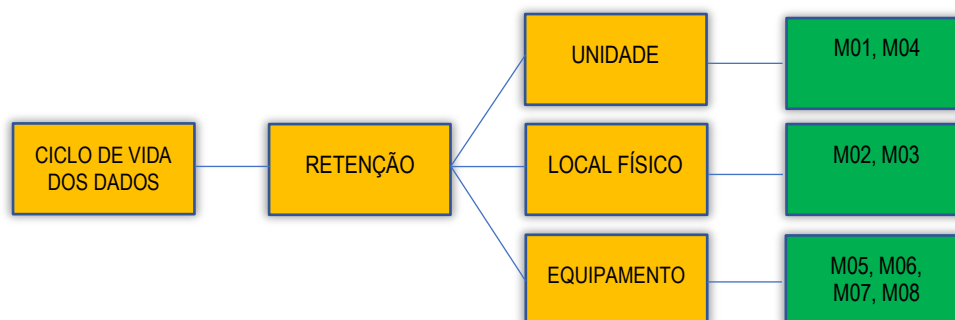 CICLO DE VIDA
DOS DADOS
RETENÇÃO
UNIDADE
M01, M04
LOCAL FÍSICO
M02, M03
EQUIPAMENTO
M05, M06,
M07, M08